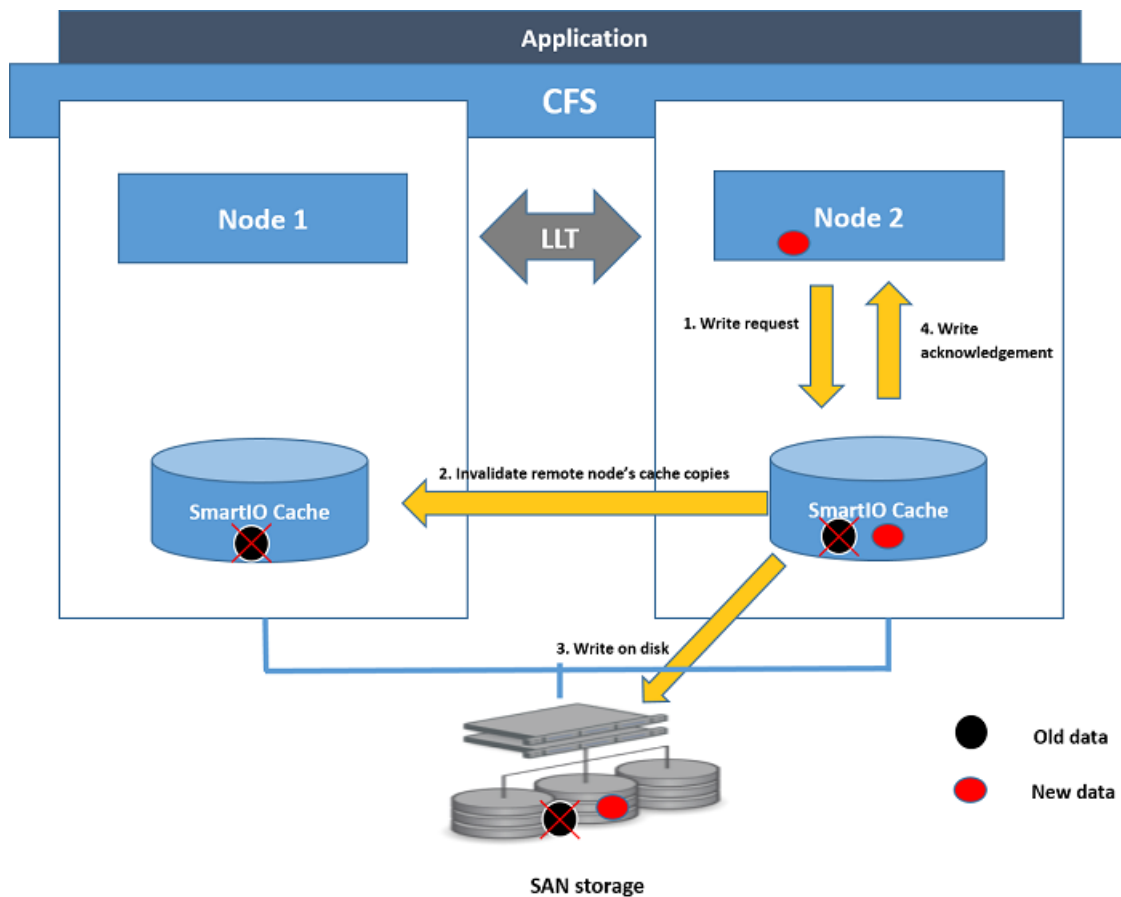 Application
CFS
Node 1
LLT
Node 2
1. Write request
4. Write
acknowledgement
2. Invalidate remote node's cache copies
SmartIO Cache
SmartIO Cache
3. Write on disk
Old data
New data
SAN storage